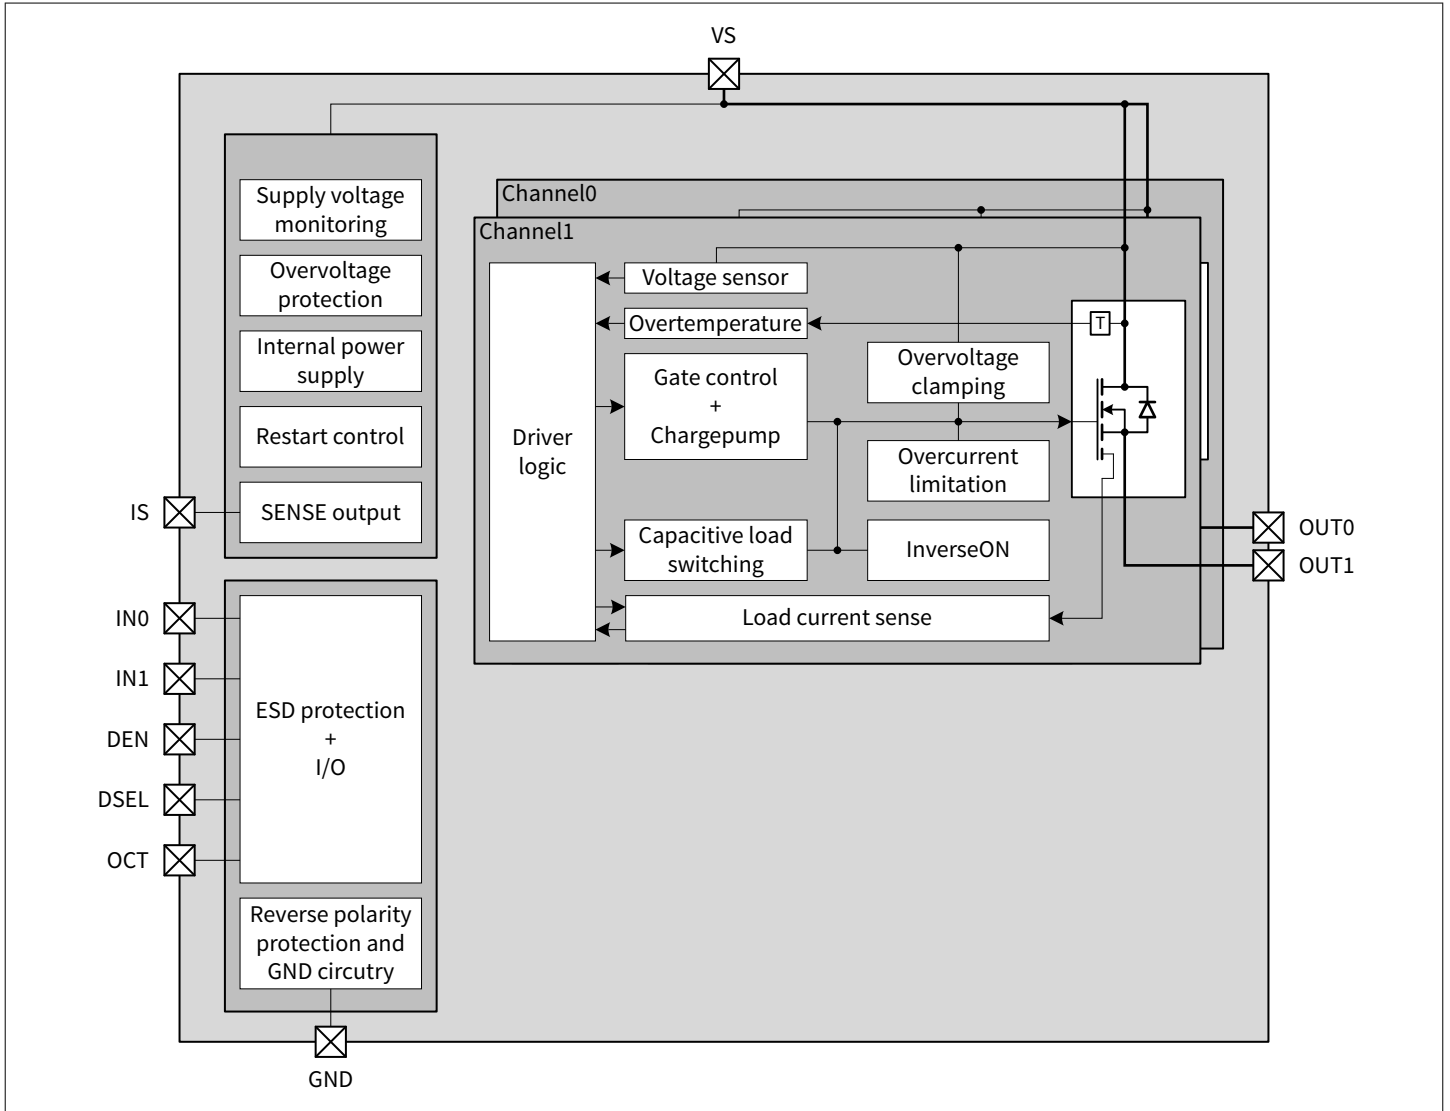 VS
Supply voltage
monitoring
Overvoltage
protection
Internal power
supply
Restart control
SENSE output
IS
Channel0
Channel1
Driver
logic
Voltage sensor
Overtemperature
Gate control
+
Chargepump
Capacitive load
switching
Load current sense
Overvoltage
clamping
Overcurrent
limitation
InverseON
T
OUT0
OUT1
IN0
IN1
DEN
DSEL
OCT
ESD protection
+
I/O
Reverse polarity
protection and
GND circutry
GND